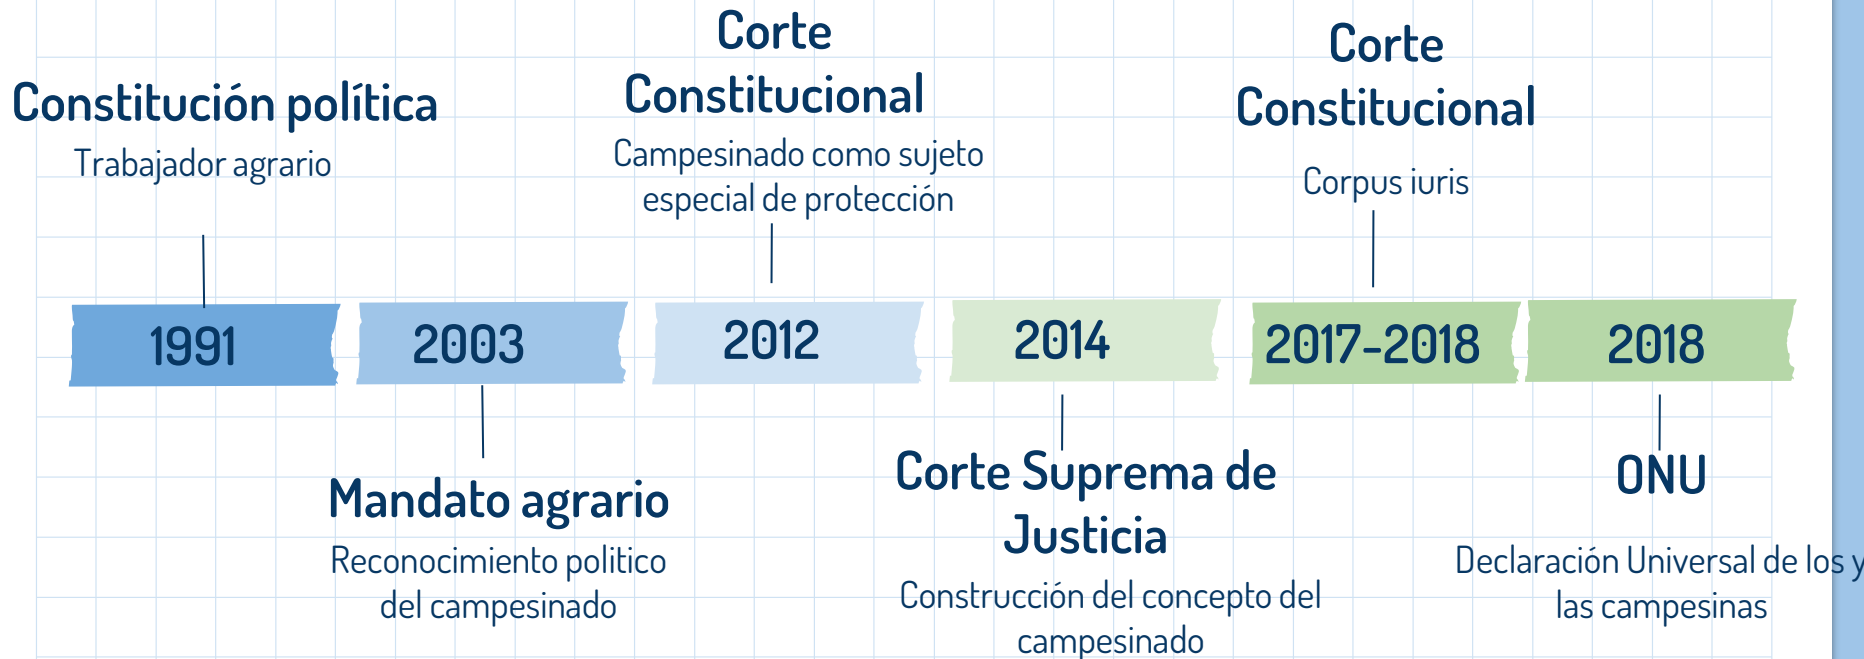 Constitución política
Trabajador agrario
Corte
Constitucional
Campesinado como sujeto
especial de protección
Corte
Constitucional
Corpus iuris
1991
2003
2012
2014
2017-2018
2018
Mandato agrario
Reconocimiento politico
del campesinado
Corte Suprema de
Justicia
Construcción del concepto del
campesinado
ONU
Declaración Universal de los y
las campesinas